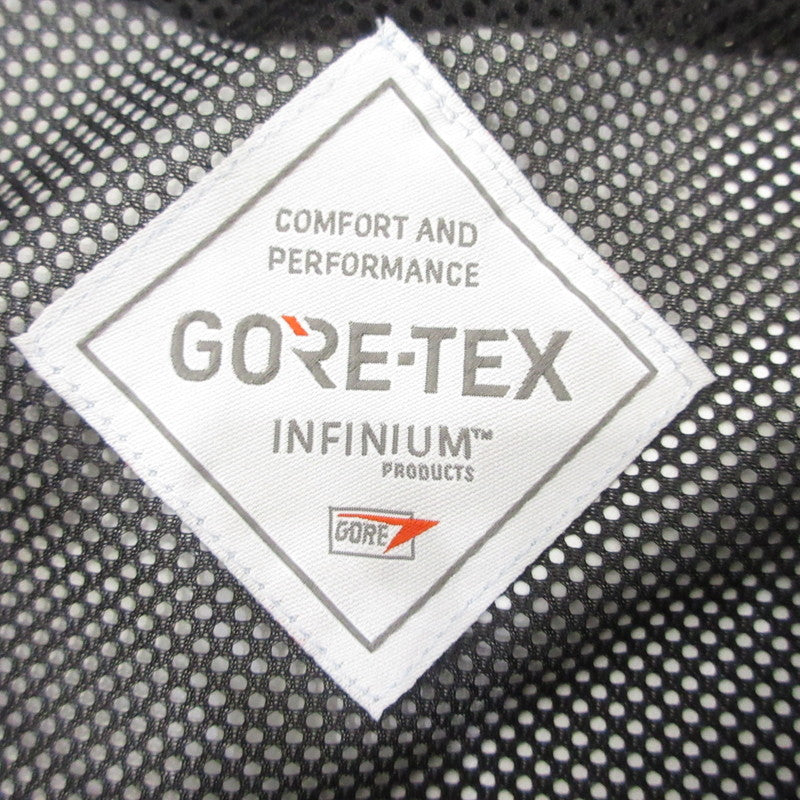 COMFORT AND
PERFORMANCE
GORE-TEX
INFINIUM™
PRODUCTS
GORE